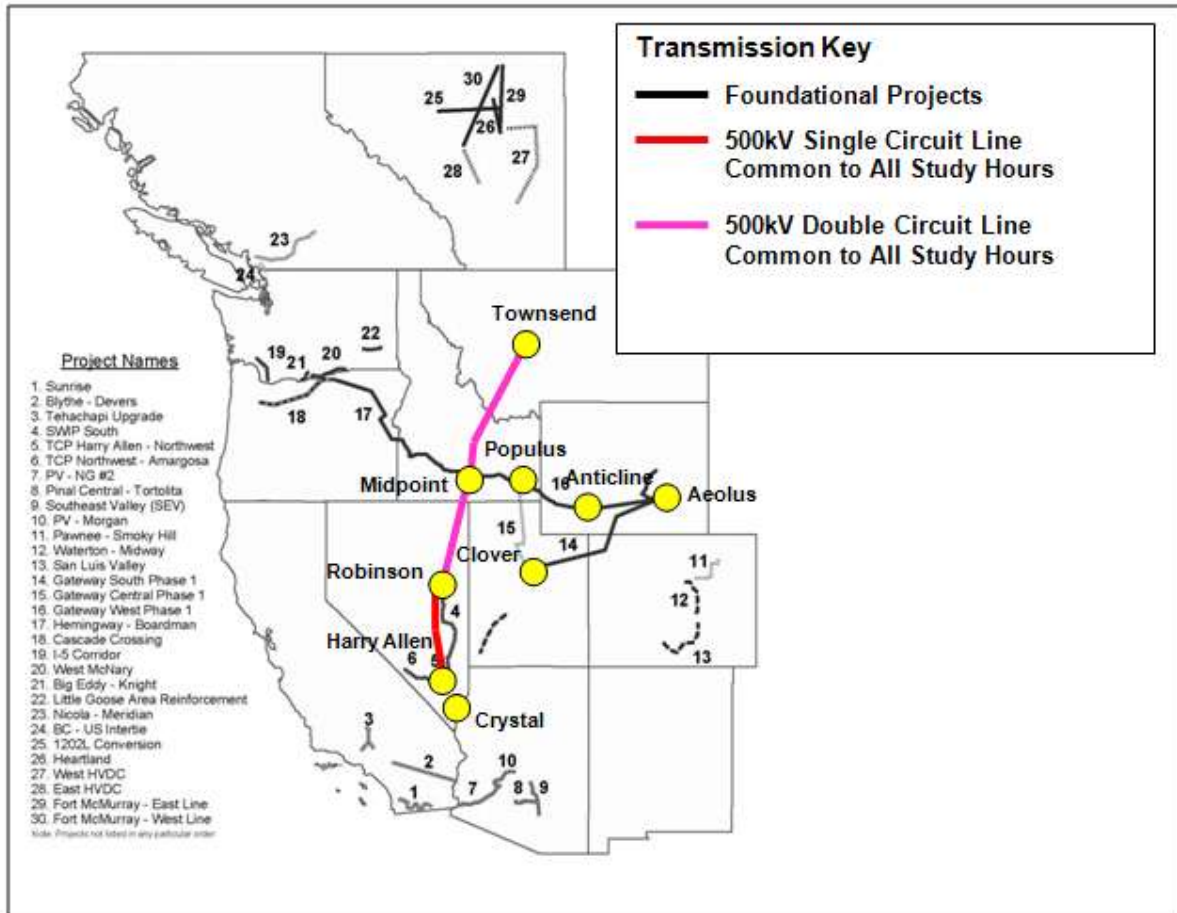 Transmission Key
Foundational Projects
500kV Single Circuit Line
Common to All Study Hours
500kV Double Circuit Line
Common to All Study Hours
30
25
29
26
27
28
23
24
Townsend
22
19
20
21
18
17
Populus
Midpoint
16
Anticline
Aeolus
15
Clover
14
11
12
13
Robinson
4
Harry Allen
6
5
Crystal
3
2
10
1
7
8
9
Project Names
1. Sunrise
2. Blythe - Devers
3. Tehachapi Upgrade
4. SWIP South
5. TCP Harry Allen - Northwest
6. TCP Northwest - Amargosa
7. PV - NG #2
8. Pinal Central - Tortolita
9. Southeast Valley (SEV)
10. PV - Morgan
11. Pawnee - Smoky Hill
12. Waterton - Midway
13. San Luis Valley
14. Gateway South Phase 1
15. Gateway Central Phase 1
16. Gateway West Phase 1
17. Hemingway - Boardman
18. Cascade Crossing
19. I-5 Corridor
20. West McNary
21. Big Eddy - Knight
22. Little Goose Area Reinforcement
23. Nicola - Meridian
24. BC - US Intertie
25. 1202L Conversion
26. Heartland
27. West HVDC
28. East HVDC
29. Fort McMurray - East Line
30. Fort McMurray - West Line
Note: Projects not listed in any particular order